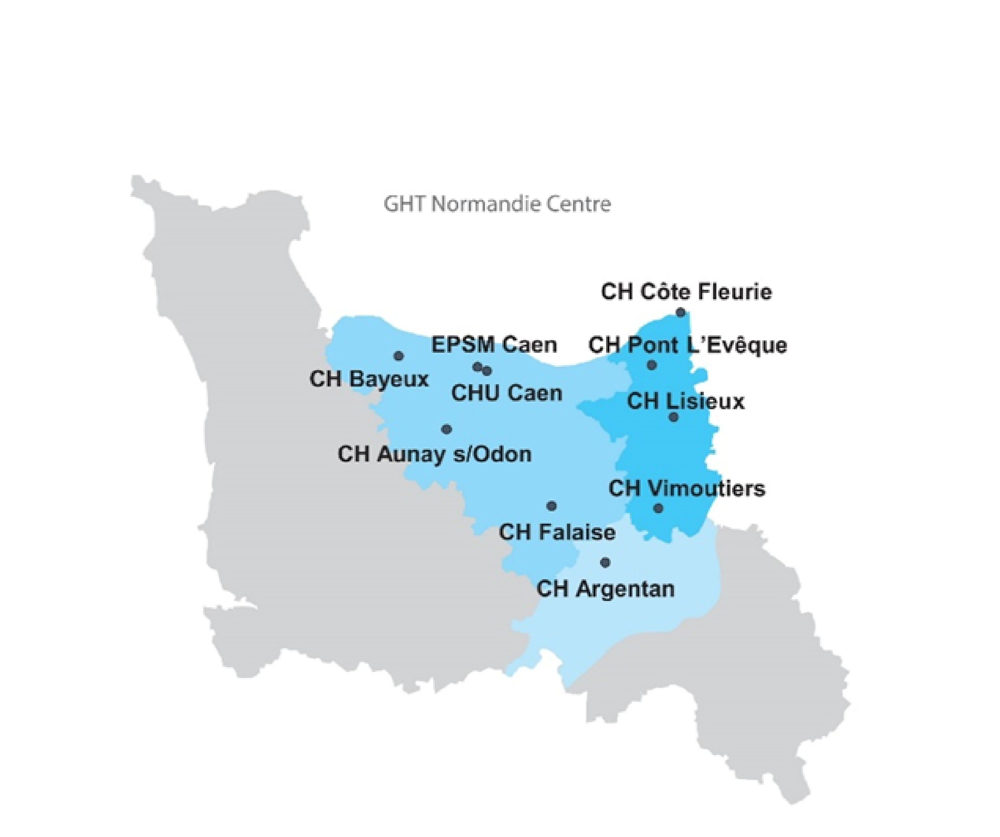 GHT Normandie Centre
CH Côte Fleurie
EPSM Caen
CH Pont L'Evêque
CH Bayeux
CHU Caen
CH Lisieux
CH Aunay s/Odon
CH Vimoutiers
CH Falaise
CH Argentan